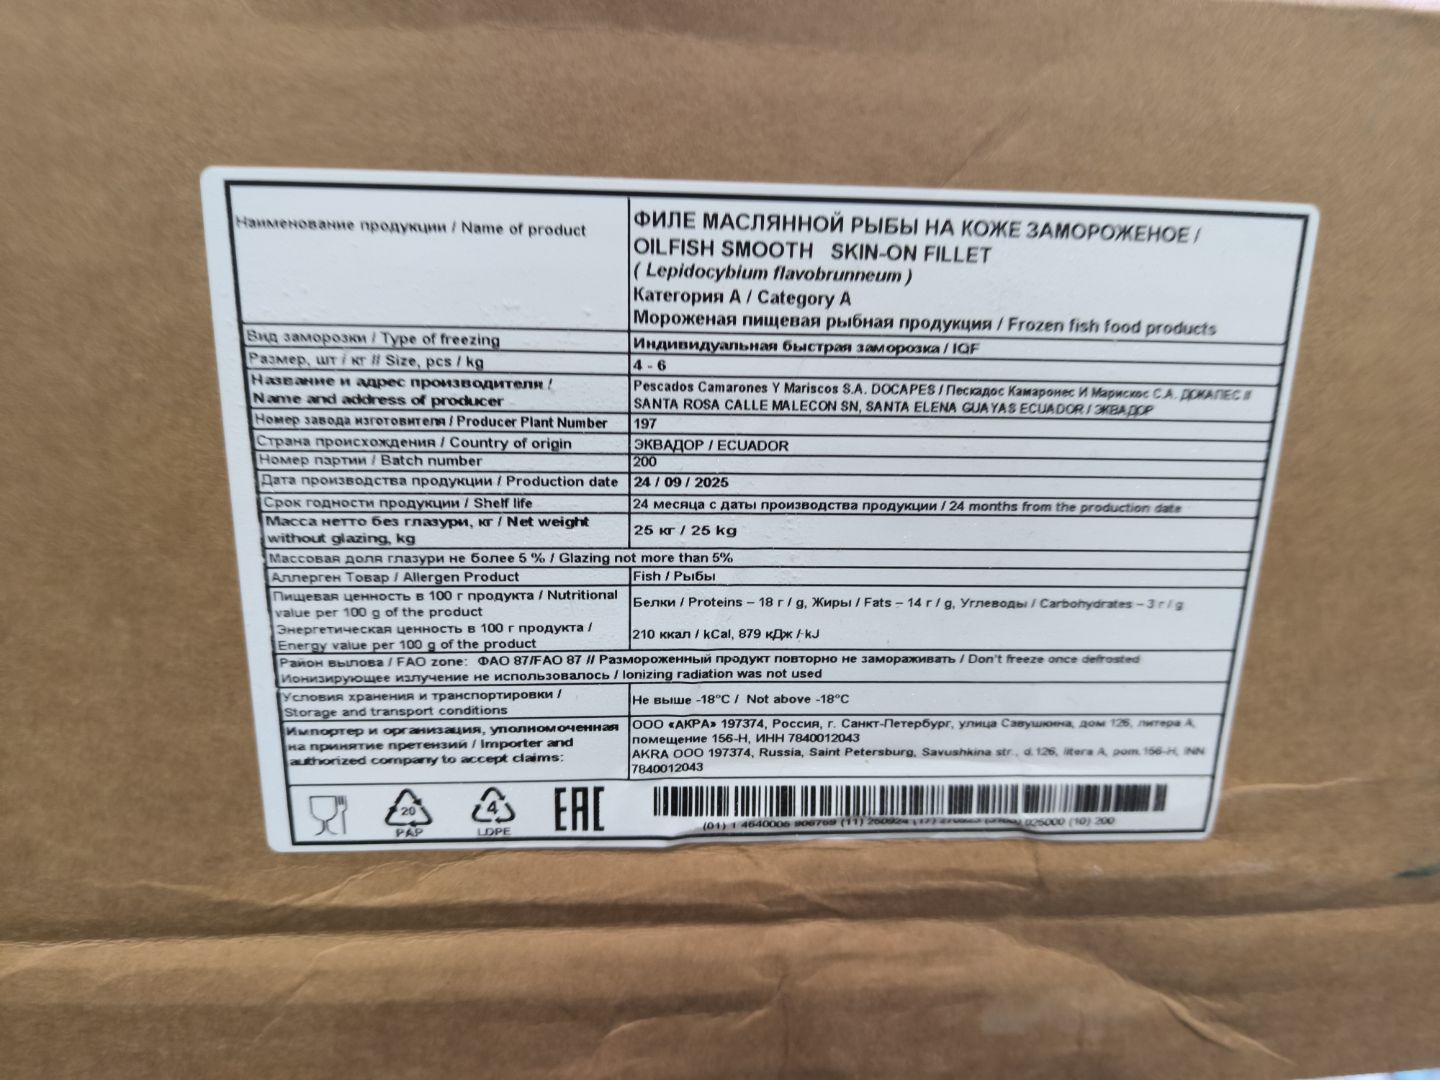 Наименование продукции / Name of product
ФИЛЕ МАСЛЯННОЙ РЫБЫ НА КОЖЕ ЗАМОРОЖЕНОЕ /
OILFISH SMOOTH SKIN-ON FILLET
( Lepidocybium flavobrunneum )
Категория А / Category A
Мороженая пищевая рыбная продукция / Frozen fish food products
Вид заморозки / Type of freezing
Индивидуальная быстрая заморозка / IQF
Размер, шт / кг // Size, pcs / kg
4 - 6
Название и адрес производителя /
Name and address of producer
Pescados Camarones Y Mariscos S.A. DOCAPES / Пескадос Камаронес И Марискос С.А. ДОКАПЕС //
SANTA ROSA CALLE MALECON SN, SANTA ELENA GUAYAS ECUADOR / ЭКВАДОР
Номер завода изготовителя / Producer Plant Number
197
Страна происхождения / Country of origin
ЭКВАДОР / ECUADOR
Номер партии / Batch number
200
Дата производства продукции / Production date
24 / 09 / 2025
Срок годности продукции / Shelf life
24 месяца с даты производства продукции / 24 months from the production date
Масса нетто без глазури, кг / Net weight
without glazing, kg
25 кг / 25 kg
Массовая доля глазури не более 5 % / Glazing not more than 5%
Аллерген Товар / Allergen Product
Fish / Рыбы
Пищевая ценность в 100 г продукта / Nutritional
value per 100 g of the product
Белки / Proteins – 18 г / g, Жиры / Fats – 14 г / g, Углеводы / Carbohydrates – 3 г / g
Энергетическая ценность в 100 г продукта /
Energy value per 100 g of the product
210 ккал / kCal, 879 кДж / kJ
Район вылова / FAO zone: ФАО 87/FAO 87 // Размороженный продукт повторно не замораживать / Don't freeze once defrosted
Ионизирующее излучение не использовалось / Ionizing radiation was not used
Условия хранения и транспортировки /
Storage and transport conditions
Не выше -18°C / Not above -18°C
Импортер и организация, уполномоченная
на принятие претензий / Importer and
authorized company to accept claims:
ООО «АКРА» 197374, Россия, г. Санкт-Петербург, улица Савушкина, дом 126, литера А,
помещение 156-Н, ИНН 7840012043
AKRA OOO 197374, Russia, Saint Petersburg, Savushkina str., d.126, litera A, pom.156-H, INN
7840012043
20
PAP
4
LDPE
EAC
(01) 1 4640006 906769 (11) 250924 025000 (10) 200